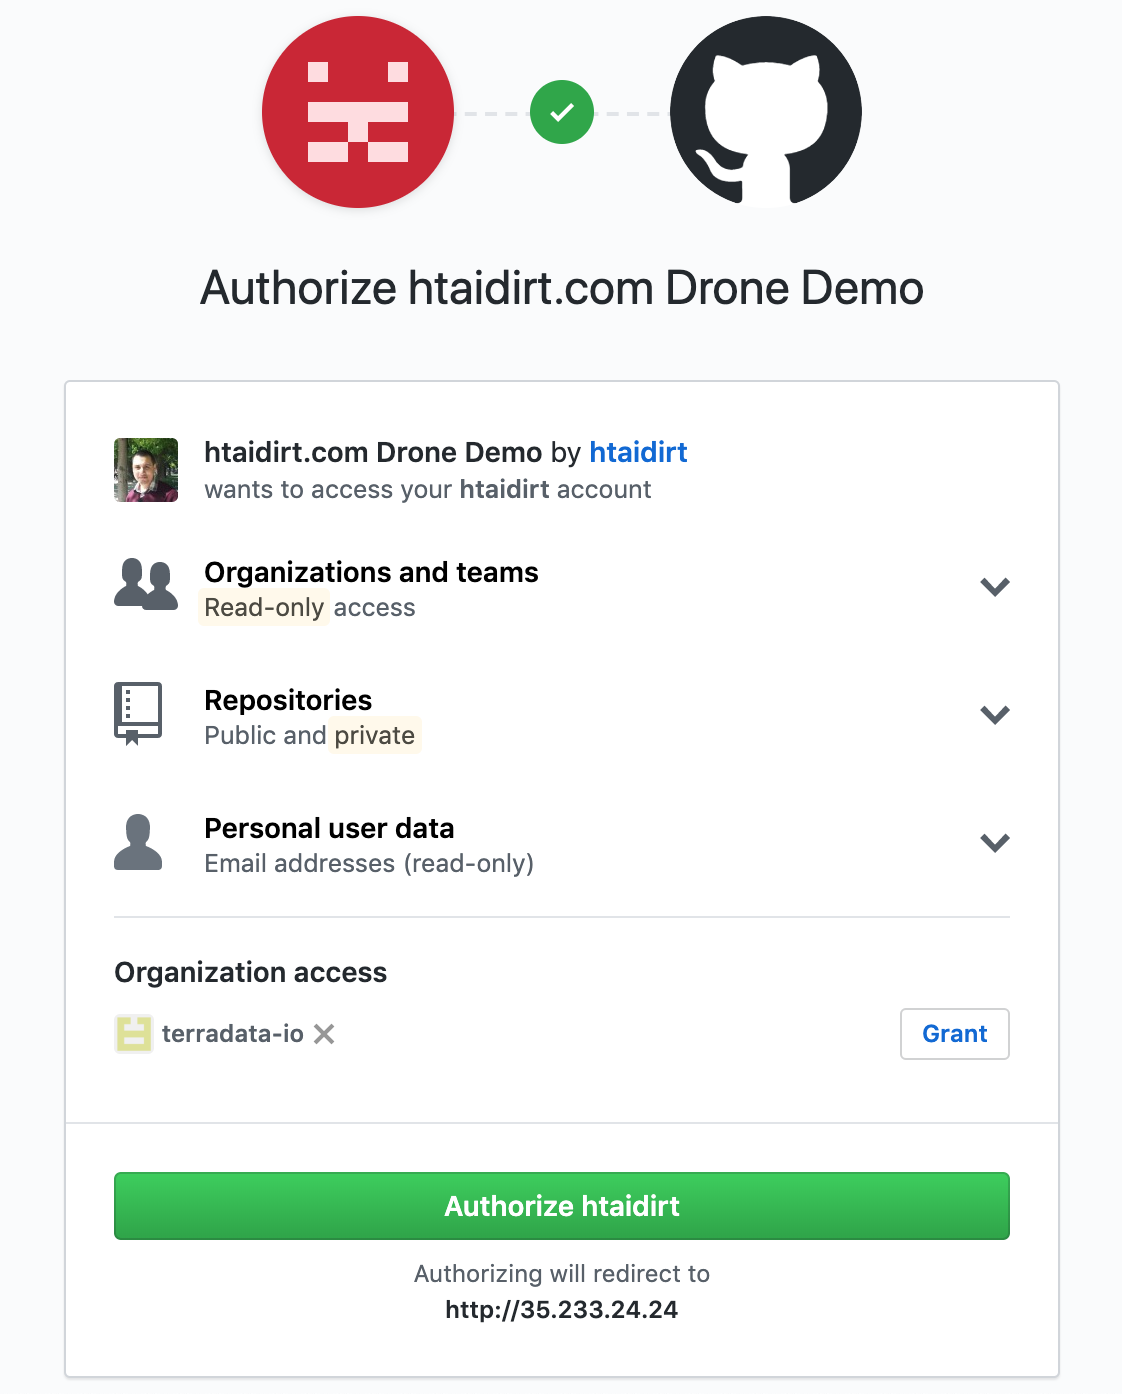 Authorize htaidirt.com Drone Demo
htaidirt.com Drone Demo by htaidirt
wants to access your htaidirt account
Organizations and teams
Read-only access
Repositories
Public and private
Personal user data
Email addresses (read-only)
Organization access
terradata-io
Grant
Authorize htaidirt
Authorizing will redirect to
http://35.233.24.24